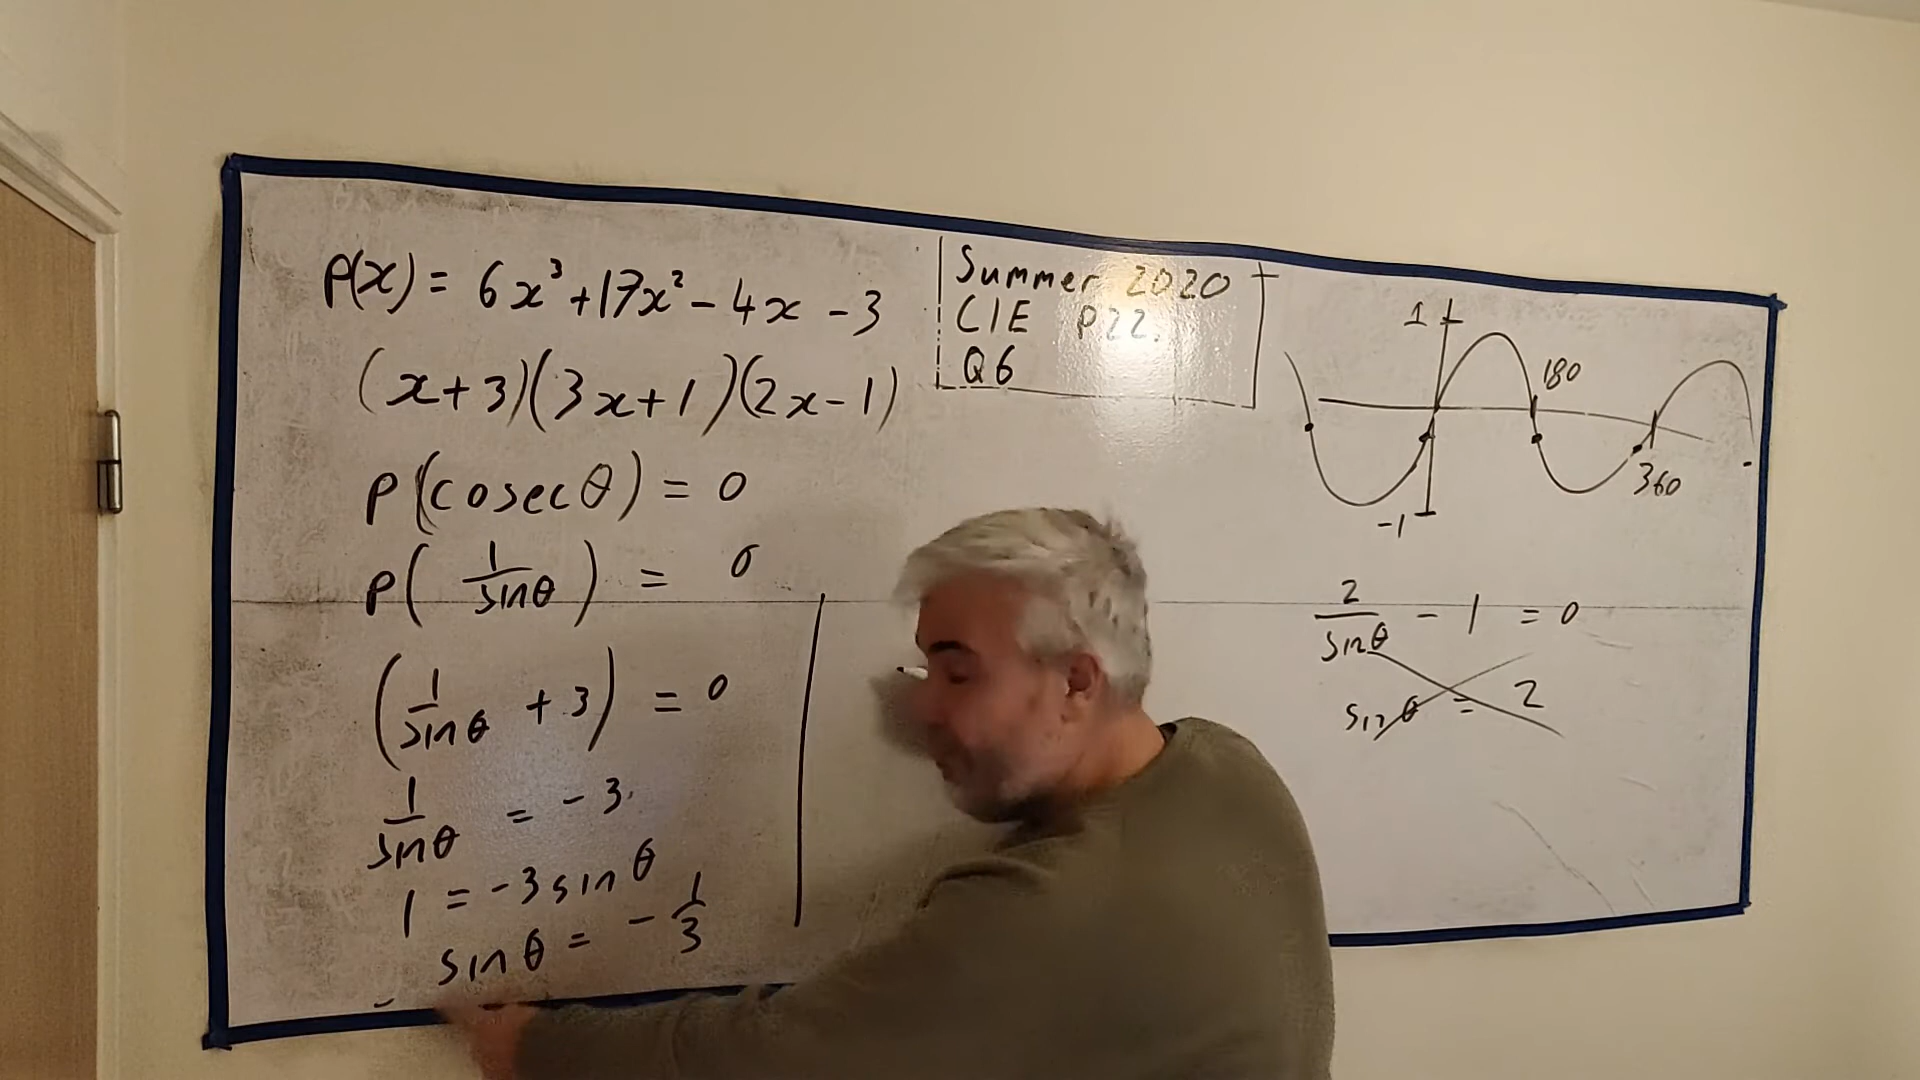 p(x) = 6x³ + 17x² - 4x - 3
(x + 3)(3x + 1)(2x - 1)
p(cosecθ) = 0
p(1/sinθ) = 0
(1/sinθ + 3) = 0
1/sinθ = -3
1 = -3sinθ
sinθ = -1/3
Summer 2020
CIE P22.
Q6
1
180
360
-1
2/sinθ - 1 = 0
sinθ = 2